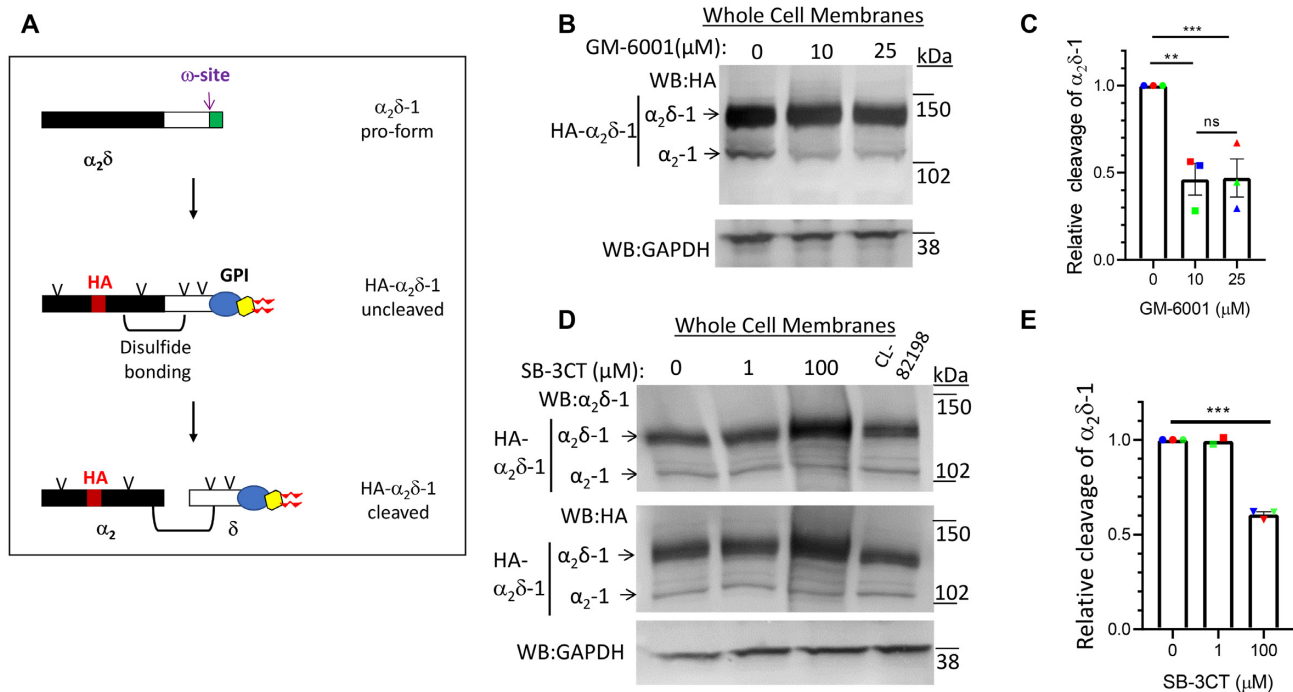 A
ω-site
α₂δ-1
pro-form
α₂δ
HA
GPI
HA-α₂δ-1
uncleaved
Disulfide
bonding
HA
HA-α₂δ-1
cleaved
α₂
δ
B
Whole Cell Membranes
GM-6001(μM): 0 10 25 kDa
WB:HA
150
HA-α₂δ-1
α₂δ-1
α₂-1
102
WB:GAPDH
38
C
Relative cleavage of α₂δ-1
***
**
ns
1.0
0.5
0.0
0 10 25
GM-6001 (μM)
D
Whole Cell Membranes
SB-3CT (μM): 0 1 100 CL-
82198
kDa
WB:α₂δ-1
150
HA-
α₂δ-1
α₂δ-1
α₂-1
102
WB:HA
150
HA-
α₂δ-1
α₂δ-1
α₂-1
102
WB:GAPDH
38
E
Relative cleavage of α₂δ-1
***
1.0
0.5
0.0
0 1 100
SB-3CT (μM)